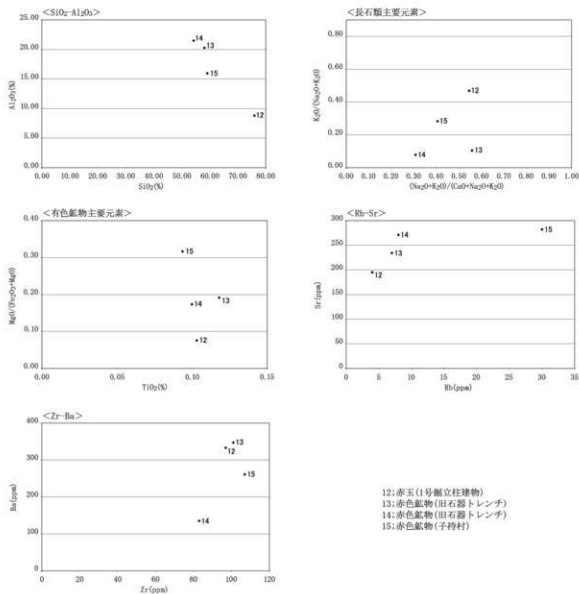 <SiO2-Al2O3>
25.00
20.00
15.00
10.00
5.00
0.00
Al2O3(%)
14
13
15
12
0.00 10.00 20.00 30.00 40.00 50.00 60.00 70.00 80.00
SiO2(%)
<長石類主要元素>
0.80
0.60
0.40
0.20
0.00
K2O/(Na2O+K2O)
12
15
14
13
0.00 0.10 0.20 0.30 0.40 0.50 0.60 0.70 0.80 0.90 1.00
(Na2O+K2O)/(CaO+Na2O+K2O)
<有色鉱物主要元素>
0.40
0.30
0.20
0.10
0.00
MgO/(Fe2O3+MgO)
15
13
14
12
0.00 0.05 0.10 0.15
TiO2(%)
<Rb-Sr>
300
250
200
150
100
50
0
Sr(ppm)
14
15
13
12
0 5 10 15 20 25 30 35
Rb(ppm)
<Zr-Ba>
400
300
200
100
0
Ba(ppm)
13
12
15
14
0 20 40 60 80 100 120
Zr(ppm)
12;赤玉(1号掘立柱建物)
13;赤色鉱物(旧石器トレンチ)
14;赤色鉱物(旧石器トレンチ)
15;赤色鉱物(子持村)